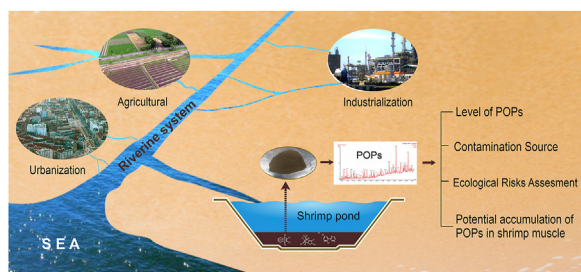 Agricultural
Industrialization
Urbanization
Riverine system
SEA
Shrimp pond
POPs
Level of POPs
Contamination Source
Ecological Risks Assesment
Potential accumulation of
POPs in shrimp muscle